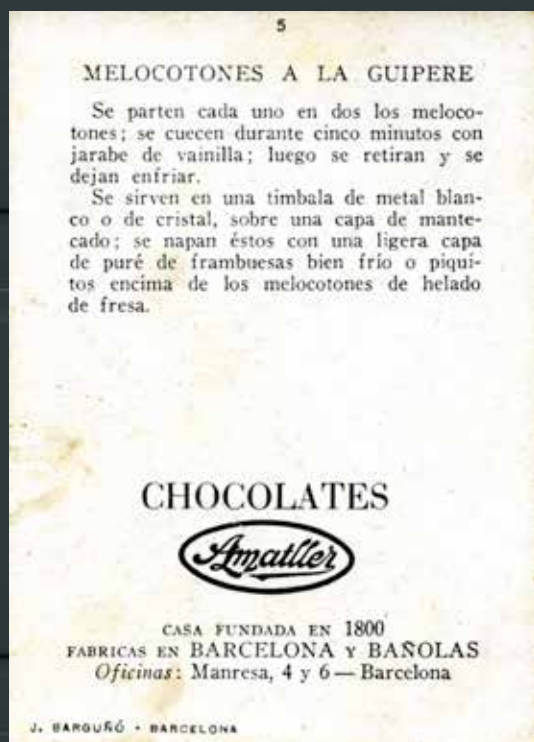 5
MELOCOTONES A LA GUIPERE
Se parten cada uno en dos los meloco-
tones; se cuecen durante cinco minutos con
jarabe de vainilla; luego se retiran y se
dejan enfriar.
Se sirven en una timbala de metal blan-
co o de cristal, sobre una capa de mante-
cado; se napan éstos con una ligera capa
de puré de frambuesas bien frío o piqui-
tos encima de los melocotones de helado
de fresa.
CHOCOLATES
Amatller
CASA FUNDADA EN 1800
FABRICAS EN BARCELONA Y BAÑOLAS
Oficinas: Manresa, 4 y 6 — Barcelona
J. BARGUÑÓ - BARCELONA